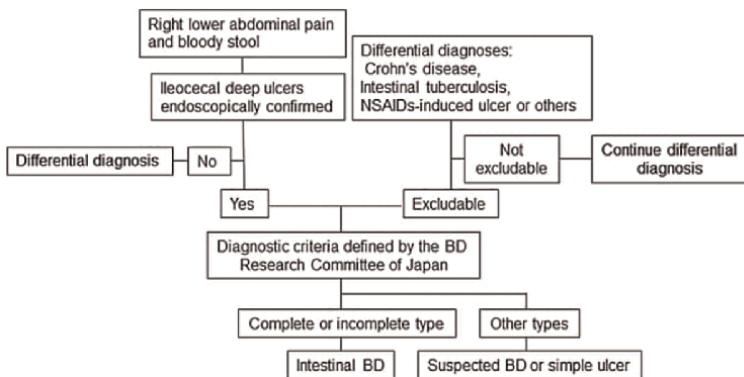 Right lower abdominal pain
and bloody stool
Differential diagnoses:
Crohn's disease,
Intestinal tuberculosis,
NSAIDs-induced ulcer or others
Ileocecal deep ulcers
endoscopically confirmed
Differential diagnosis
No
Not
excludable
Continue differential
diagnosis
Yes
Excludable
Diagnostic criteria defined by the BD
Research Committee of Japan
Complete or incomplete type
Other types
Intestinal BD
Suspected BD or simple ulcer